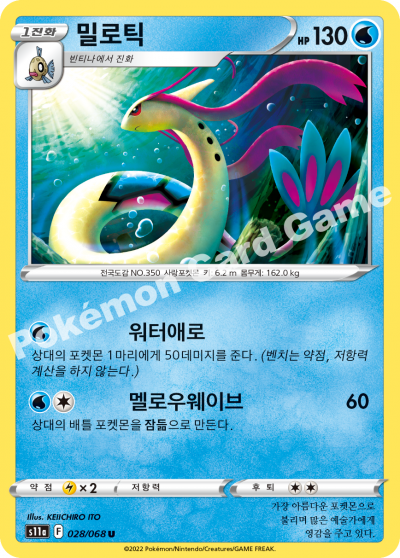 1진화
밀로틱
HP 130
빈티나에서 진화
전국도감 NO.350 사랑포켓몬 키 6.2 m 몸무게: 162.0 kg
Pokémon Card Game
워터애로
상대의 포켓몬 1마리에게 50데미지를 준다. (벤치는 약점, 저항력
계산을 하지 않는다.)
멜로우웨이브 60
상대의 배틀 포켓몬을 잠듦으로 만든다.
약점 ×2 저항력 후퇴
Illus. KEIICHIRO ITO
s11a F 028/068 U
가장 아름다운 포켓몬으로
불리며 많은 예술가에게
영감을 주고 있다.
©2022 Pokémon/Nintendo/Creatures/GAME FREAK.